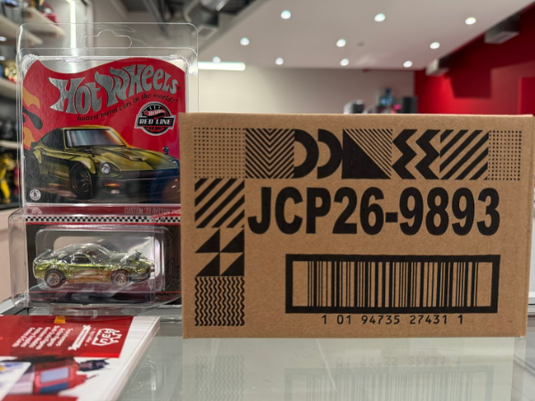 Hot Wheels
RED LINE
JCP26-9893
1 01 94735 27431 1